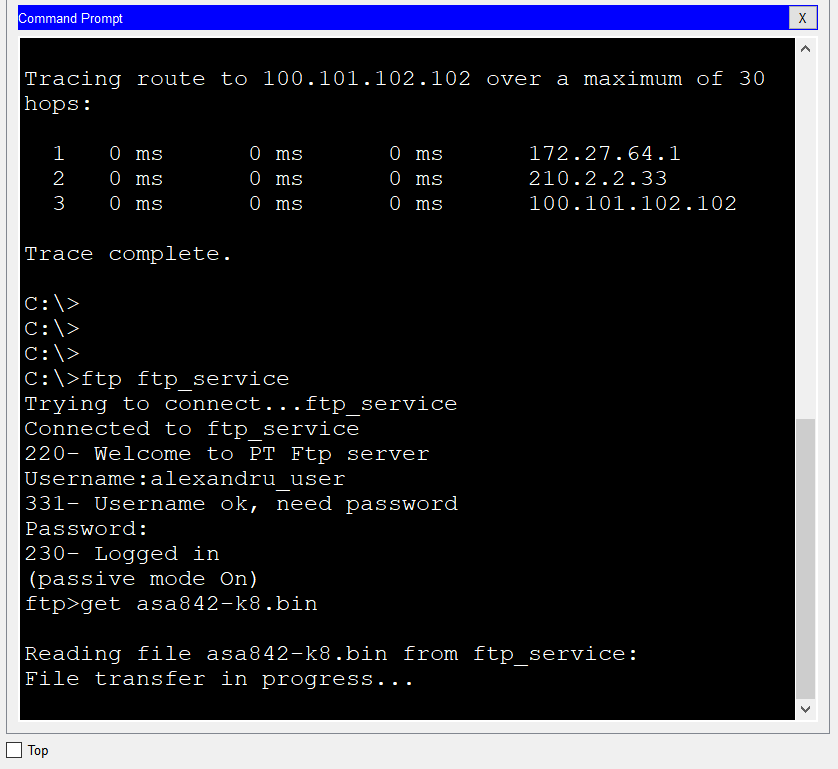 Command Prompt
X
Tracing route to 100.101.102.102 over a maximum of 30
hops:
1 0 ms 0 ms 0 ms 172.27.64.1
2 0 ms 0 ms 0 ms 210.2.2.33
3 0 ms 0 ms 0 ms 100.101.102.102
Trace complete.
C:\>
C:\>
C:\>
C:\>ftp ftp_service
Trying to connect...ftp_service
Connected to ftp_service
220- Welcome to PT Ftp server
Username:alexandru_user
331- Username ok, need password
Password:
230- Logged in
(passive mode On)
ftp>get asa842-k8.bin
Reading file asa842-k8.bin from ftp_service:
File transfer in progress...
Top